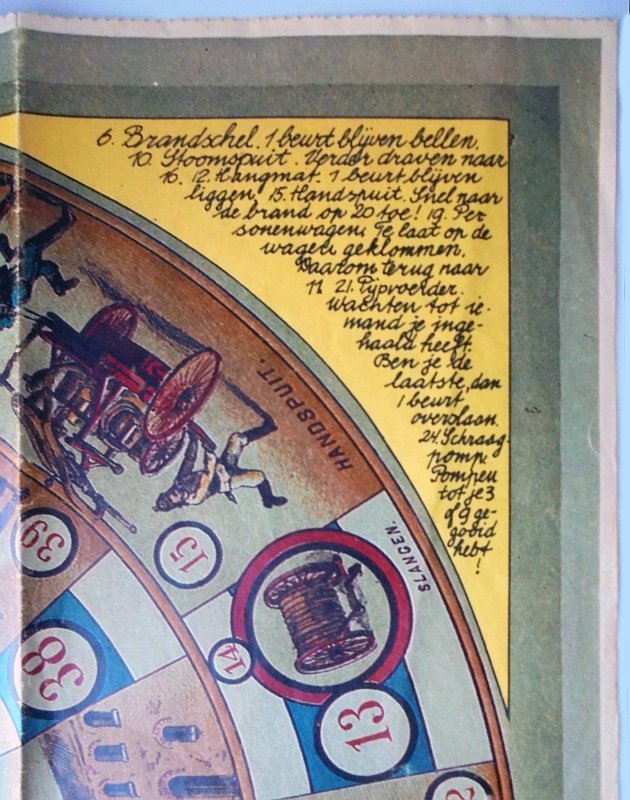 6. Brandschel. 1 beurt blijven bellen.
10. Stoomspuit. Verder draven naar
16. 12. Hangmat. 1 beurt blijven
liggen. 15. Handspuit. Snel naar
de brand op 20 toe! 19. Per
sonenwagen. Te laat op de
wagen geklommen.
Daarom terug naar
11 21. Pijpvoerder.
Wachten tot ie-
mand je inge-
haald heeft.
Ben je de
laatste, dan
1 beurt
overslaan.
24. Schraag-
pomp.
Pompen
tot je 3
of 9 ge-
gooid
hebt
!
HANDSPUIT.
SLANGEN.
15
39
14
38
13
2